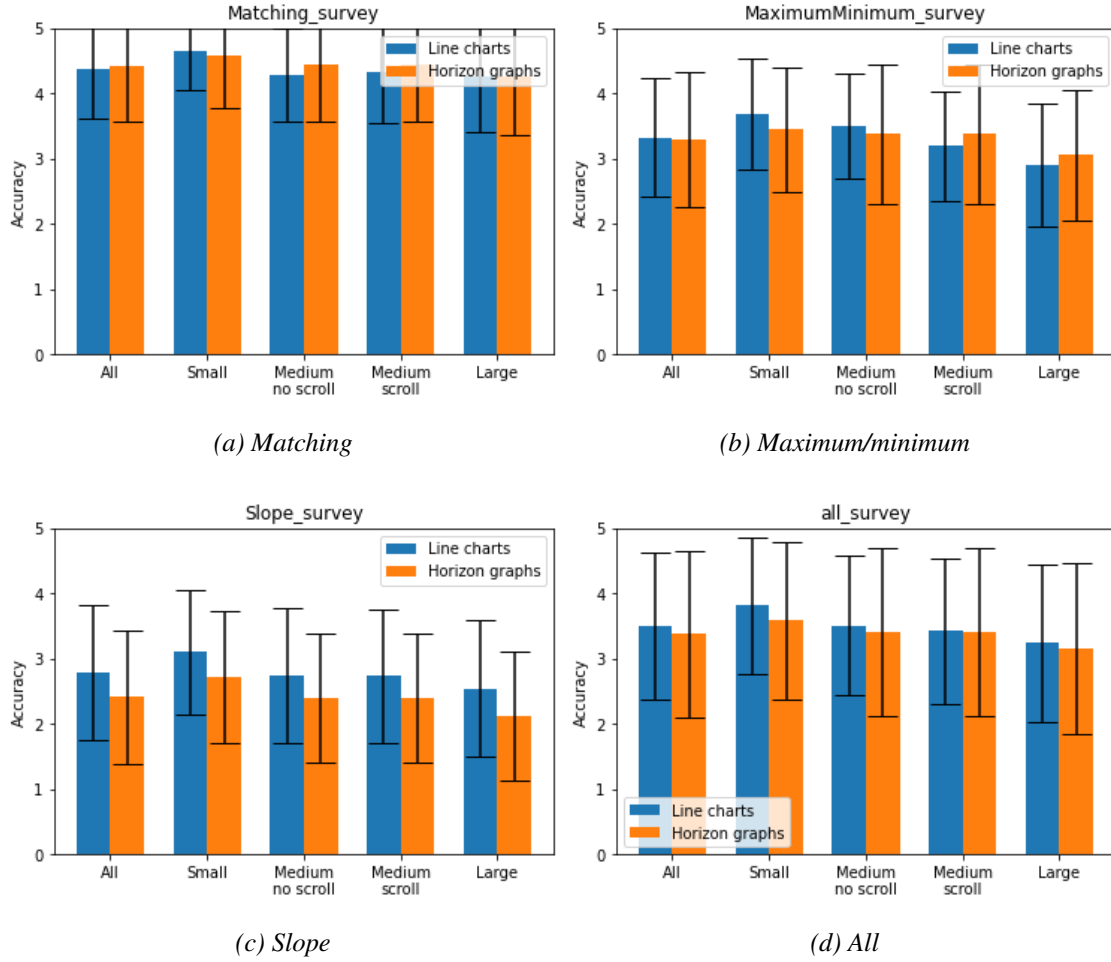 Matching_survey
Accuracy
5
4
3
2
1
0
Line charts
Horizon graphs
All
Small
Medium
no scroll
Medium
scroll
Large
(a) Matching
MaximumMinimum_survey
Accuracy
5
4
3
2
1
0
Line charts
Horizon graphs
All
Small
Medium
no scroll
Medium
scroll
Large
(b) Maximum/minimum
Slope_survey
Accuracy
5
4
3
2
1
0
Line charts
Horizon graphs
All
Small
Medium
no scroll
Medium
scroll
Large
(c) Slope
all_survey
Accuracy
5
4
3
2
1
0
Line charts
Horizon graphs
All
Small
Medium
no scroll
Medium
scroll
Large
(d) All